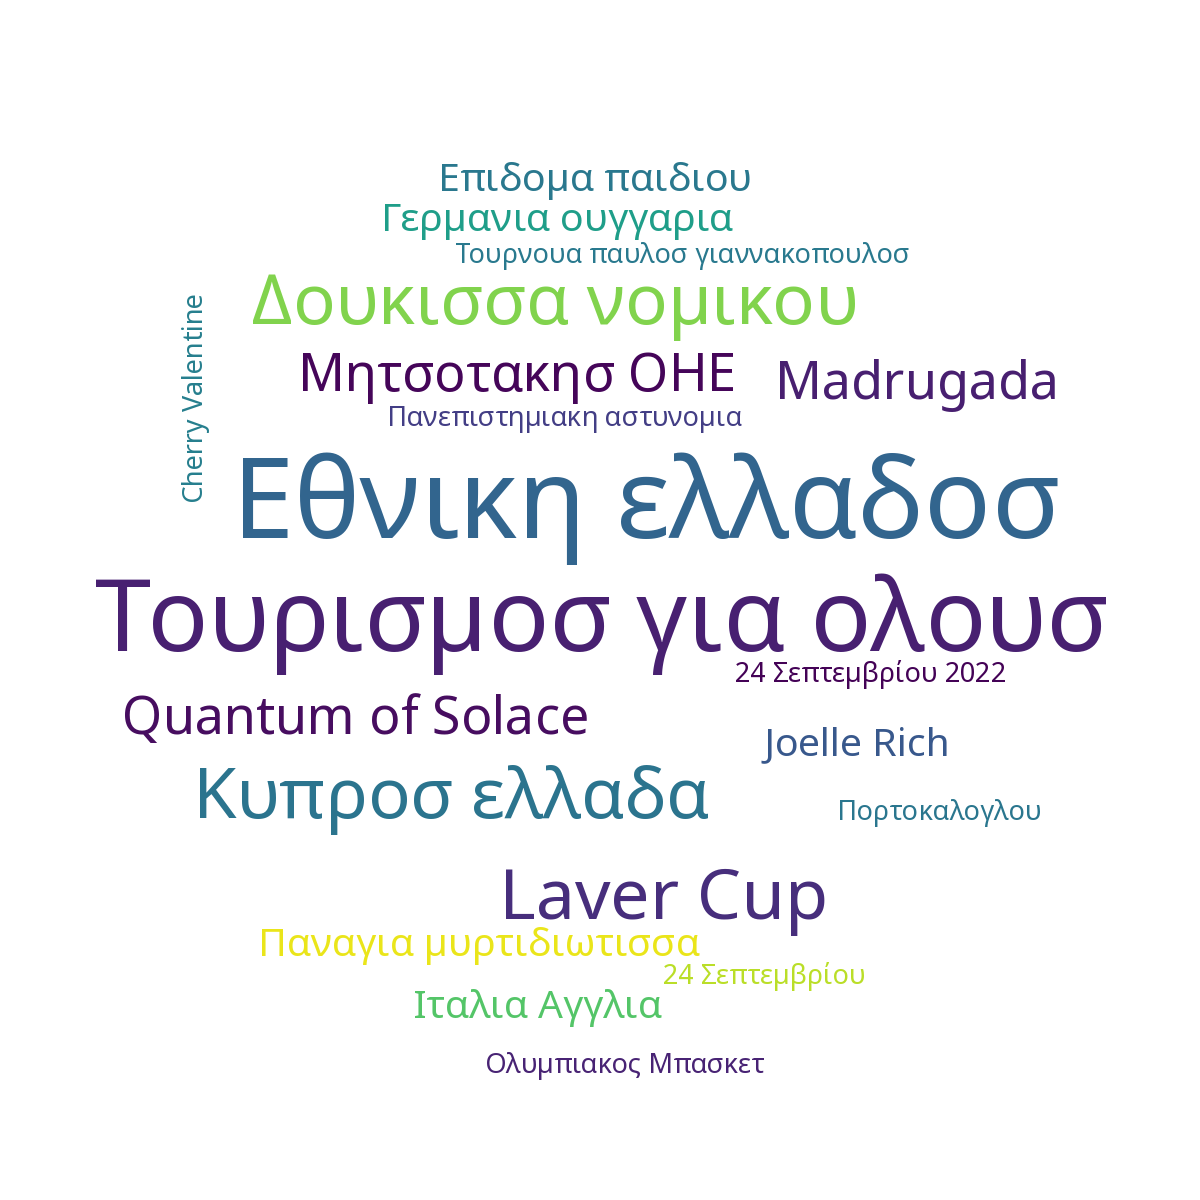 Επιδομα παιδιου
Γερμανια ουγγαρια
Τουρνουα παυλοσ γιαννακοπουλοσ
Δουκισσα νομικου
Cherry Valentine
Μητσοτακησ ΟΗΕ
Madrugada
Πανεπιστημιακη αστυνομια
Εθνικη ελλαδοσ
Τουρισμοσ για ολουσ
24 Σεπτεμβρίου 2022
Quantum of Solace
Joelle Rich
Κυπροσ ελλαδα
Πορτοκαλογλου
Laver Cup
Παναγια μυρτιδιωτισσα
24 Σεπτεμβρίου
Ιταλια Αγγλια
Ολυμπιακος Μπασκετ